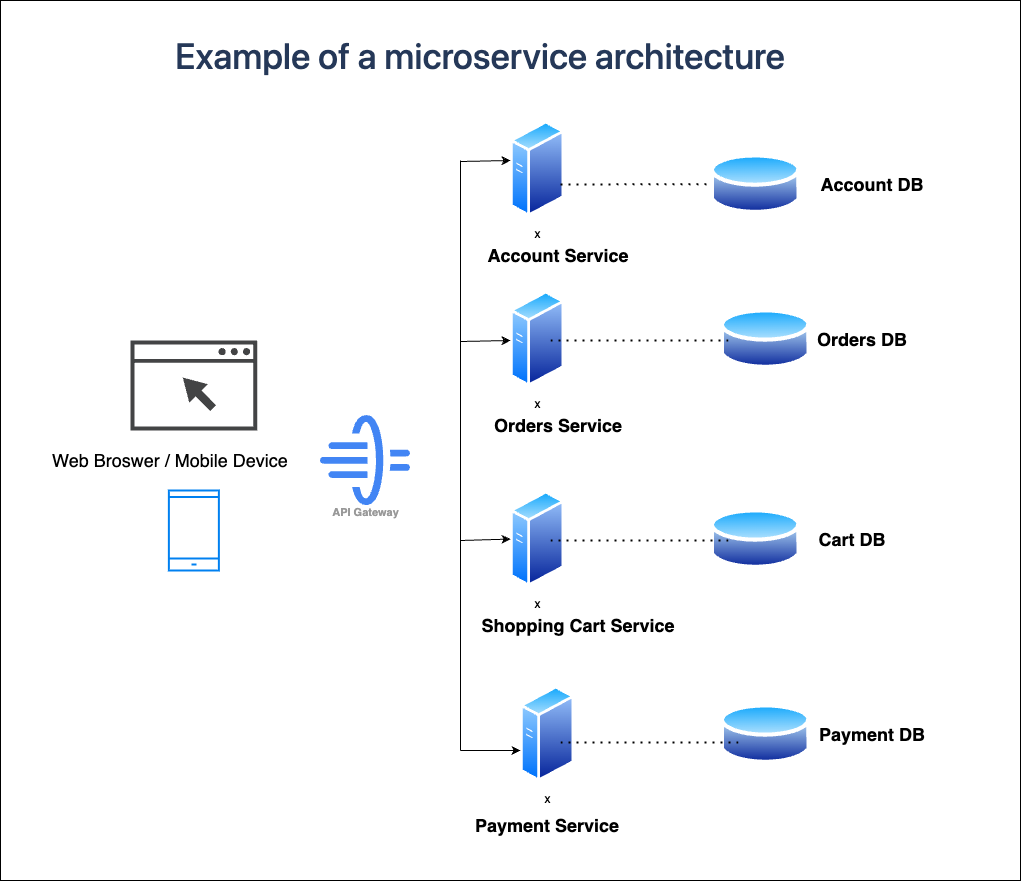 Example of a microservice architecture
Account DB
x
Account Service
Orders DB
x
Orders Service
Web Broswer / Mobile Device
API Gateway
Cart DB
x
Shopping Cart Service
Payment DB
x
Payment Service